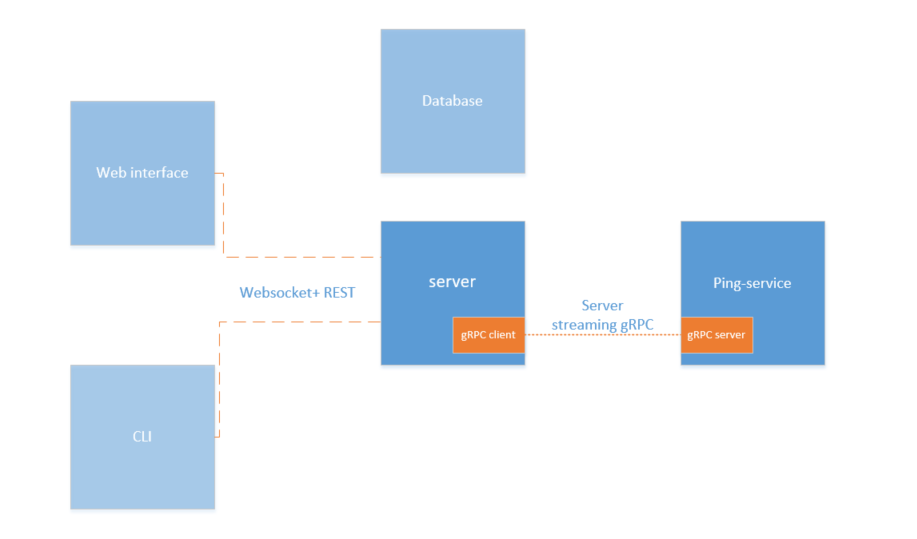 Database
Web interface
server
Ping-service
Websocket+ REST
Server
streaming gRPC
gRPC client
gRPC server
CLI